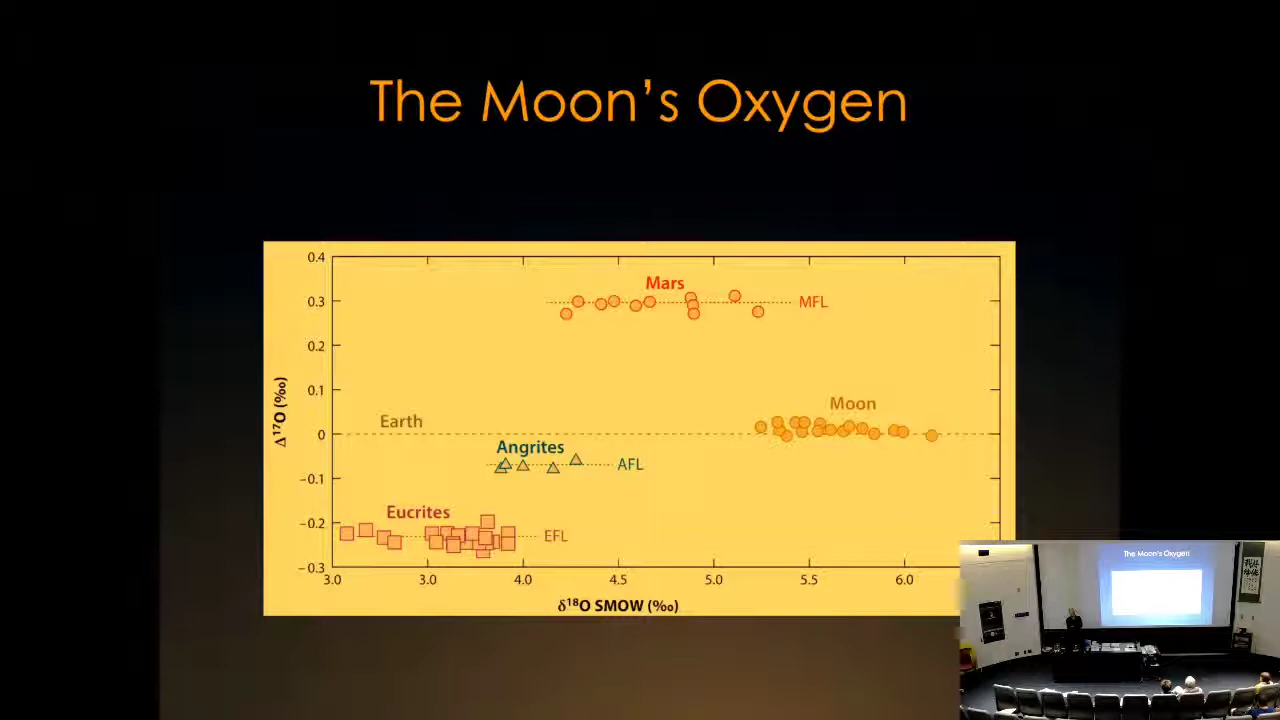 The Moon's Oxygen
0.4
Mars
0.3
MFL
0.2
0.1
Moon
Earth
0
Angrites
AFL
−0.1
Eucrites
−0.2
EFL
−0.3
3.0 3.0 4.0 4.5 5.0 5.5 6.0
Δ¹⁷O (‰)
δ¹⁸O SMOW (‰)
The Moon's Oxygen